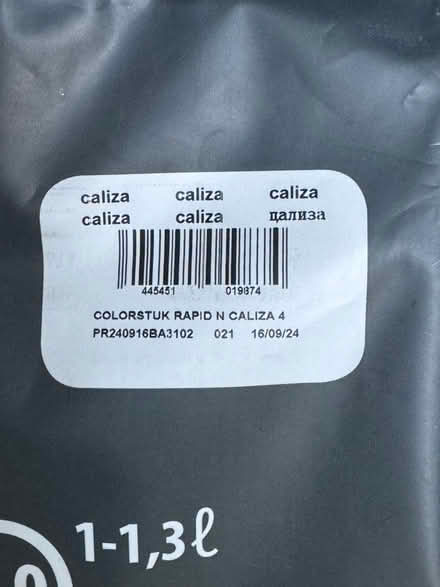 caliza caliza caliza
caliza caliza цализа
445451 019874
COLORSTUK RAPID N CALIZA 4
PR240916BA3102 021 16/09/24
1-1,3ℓ